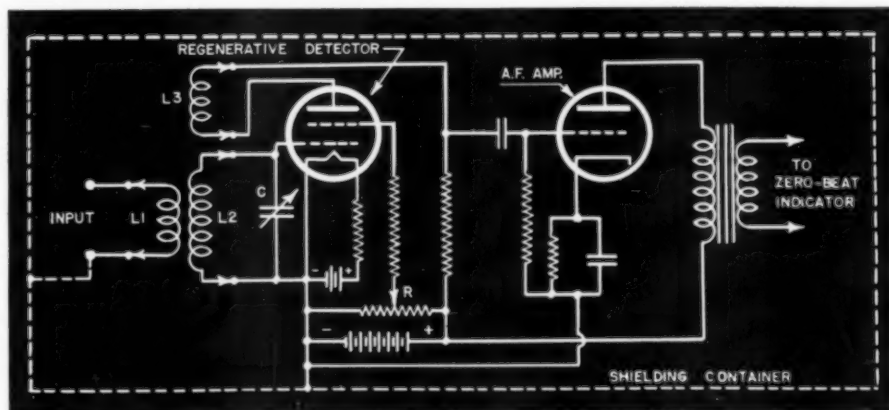 REGENERATIVE DETECTOR
A.F. AMP.
L3
INPUT
L1
L2
C
- +
R
- +
TO
ZERO-BEAT
INDICATOR
SHIELDING CONTAINER